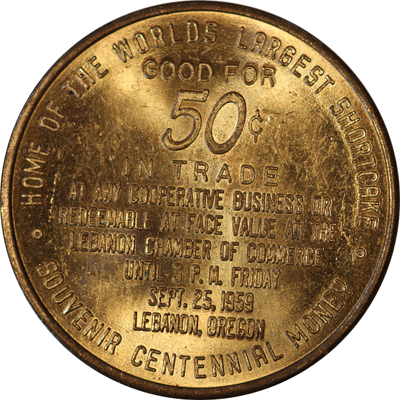 • HOME OF THE WORLDS LARGEST SHORTCAKE •
GOOD FOR
50¢
IN TRADE
AT ANY COOPERATIVE BUSINESS OR
REDEEMABLE AT FACE VALUE AT THE
LEBANON CHAMBER OF COMMERCE
UNTIL 5 P.M. FRIDAY
SEPT. 25, 1959
LEBANON, OREGON
SOUVENIR CENTENNIAL MONEY